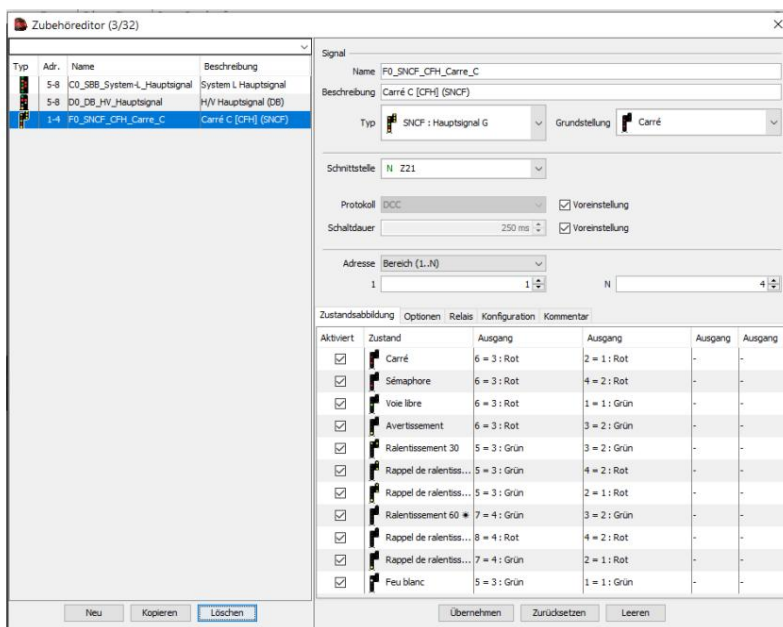 Zubehöreditor (3/32)
Typ Adr. Name Beschreibung
5-8 C0_SBB_System-L_Hauptsignal System L Hauptsignal
5-8 D0_DB_HV_Hauptsignal H/V Hauptsignal (DB)
1-4 F0_SNCF_CFH_Carre_C Carré C [CFH] (SNCF)
Neu Kopieren Löschen
Signal
Name F0_SNCF_CFH_Carre_C
Beschreibung Carré C [CFH] (SNCF)
Typ SNCF : Hauptsignal G Grundstellung Carré
Schnittstelle N Z21
Protokoll DCC Voreinstellung
Schaltdauer 250 ms Voreinstellung
Adresse Bereich (1..N)
1 1 N 4
Zustandsabbildung Optionen Relais Konfiguration Kommentar
Aktiviert Zustand Ausgang Ausgang Ausgang Ausgang
Carré 6 = 3 : Rot 2 = 1 : Rot - -
Sémaphore 6 = 3 : Rot 4 = 2 : Rot - -
Voie libre 6 = 3 : Rot 1 = 1 : Grün - -
Avertissement 6 = 3 : Rot 3 = 2 : Grün - -
Ralentissement 30 5 = 3 : Grün 3 = 2 : Grün - -
Rappel de ralentiss... 5 = 3 : Grün 4 = 2 : Rot - -
Rappel de ralentiss... 5 = 3 : Grün 2 = 1 : Rot - -
Ralentissement 60 ✷ 7 = 4 : Grün 3 = 2 : Grün - -
Rappel de ralentiss... 8 = 4 : Rot 4 = 2 : Rot - -
Rappel de ralentiss... 7 = 4 : Grün 2 = 1 : Rot - -
Feu blanc 5 = 3 : Grün 1 = 1 : Grün - -
Übernehmen Zurücksetzen Leeren